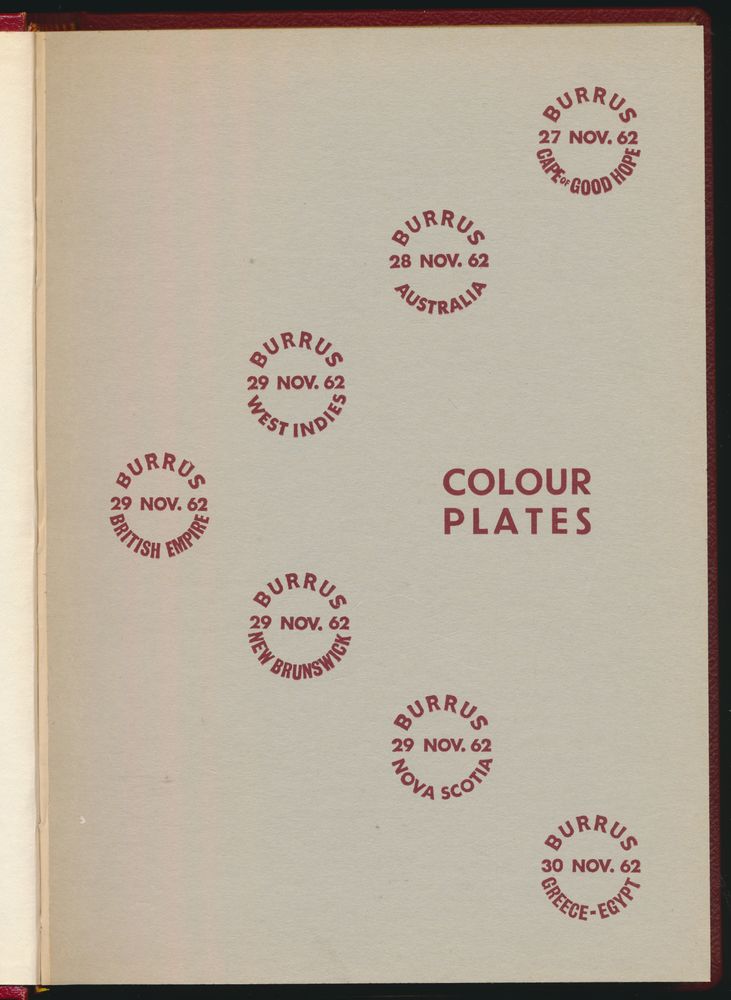 BURRUS
27 NOV. 62
CAPE OF GOOD HOPE
BURRUS
28 NOV. 62
AUSTRALIA
BURRUS
29 NOV. 62
WEST INDIES
BURRUS
29 NOV. 62
BRITISH EMPIRE
COLOUR
PLATES
BURRUS
29 NOV. 62
NEW BRUNSWICK
BURRUS
29 NOV. 62
NOVA SCOTIA
BURRUS
30 NOV. 62
GREECE-EGYPT